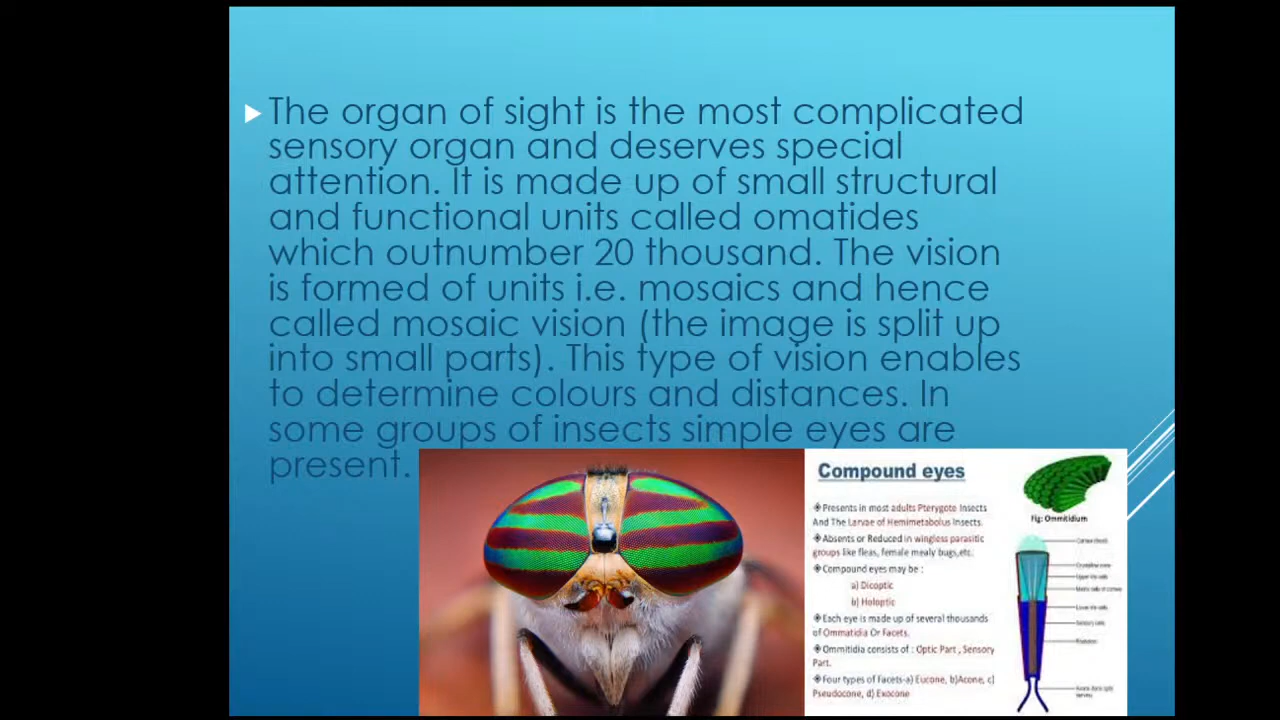 The organ of sight is the most complicated
sensory organ and deserves special
attention. It is made up of small structural
and functional units called omatides
which outnumber 20 thousand. The vision
is formed of units i.e. mosaics and hence
called mosaic vision (the image is split up
into small parts). This type of vision enables
to determine colours and distances. In
some groups of insects simple eyes are
present.
Compound eyes
Presents in most adults Pterygote Insects
And The Larvae of Hemimetabolus Insects.
Absents or Reduced in wingless parasitic
groups like fleas, female mealy bugs,etc.
Compound eyes may be :
a) Dicoptic
b) Holoptic
Each eye is made up of several thousands
of Ommatidia Or Facets.
Ommitidia consists of : Optic Part , Sensory
Part.
Four types of Facets-a) Eucone, b)Acone, c)
Pseudocone, d) Exocone
Fig: Ommitidium